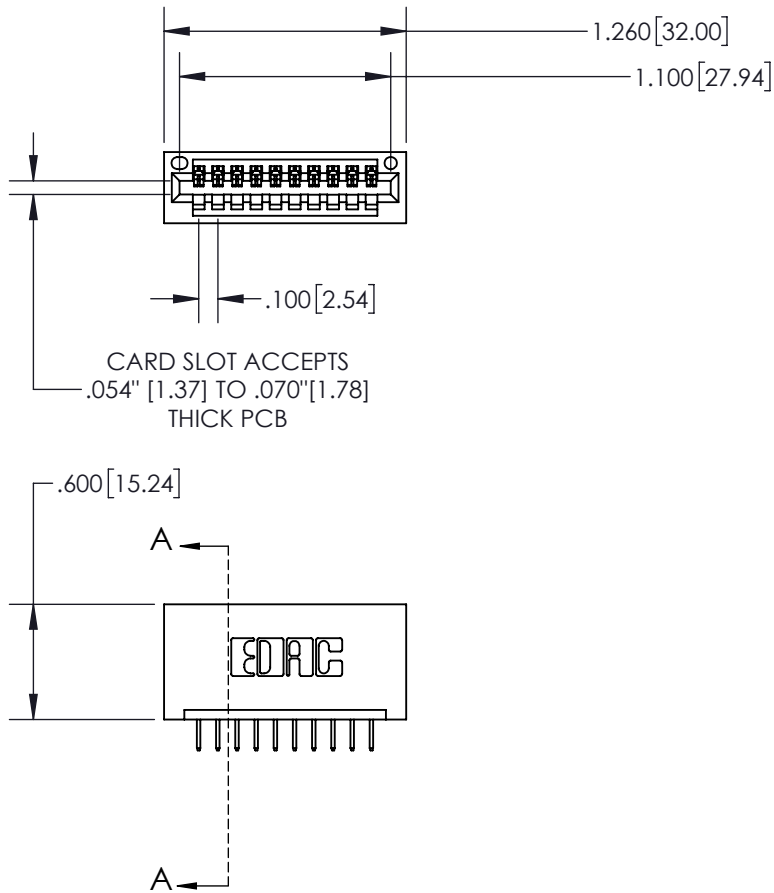 1.260[32.00]
1.100[27.94]
.100[2.54]
CARD SLOT ACCEPTS
.054" [1.37] TO .070"[1.78]
THICK PCB
.600[15.24]
A
EDAC
A